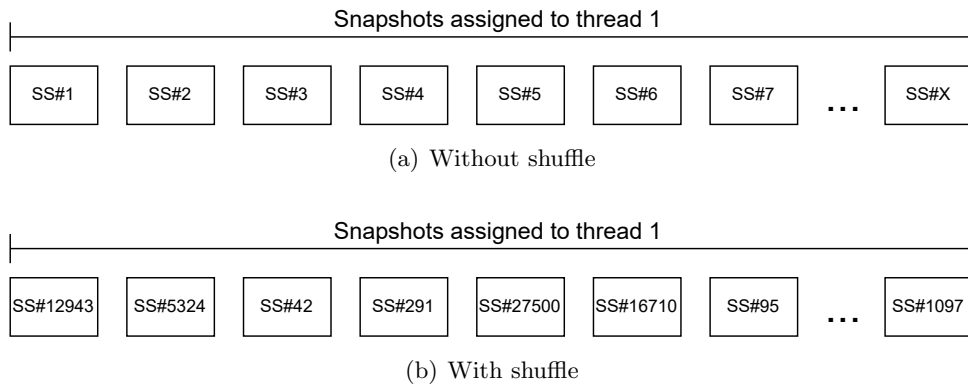 Snapshots assigned to thread 1
SS#1 SS#2 SS#3 SS#4 SS#5 SS#6 SS#7 ... SS#X
(a) Without shuffle
Snapshots assigned to thread 1
SS#12943 SS#5324 SS#42 SS#291 SS#27500 SS#16710 SS#95 ... SS#1097
(b) With shuffle